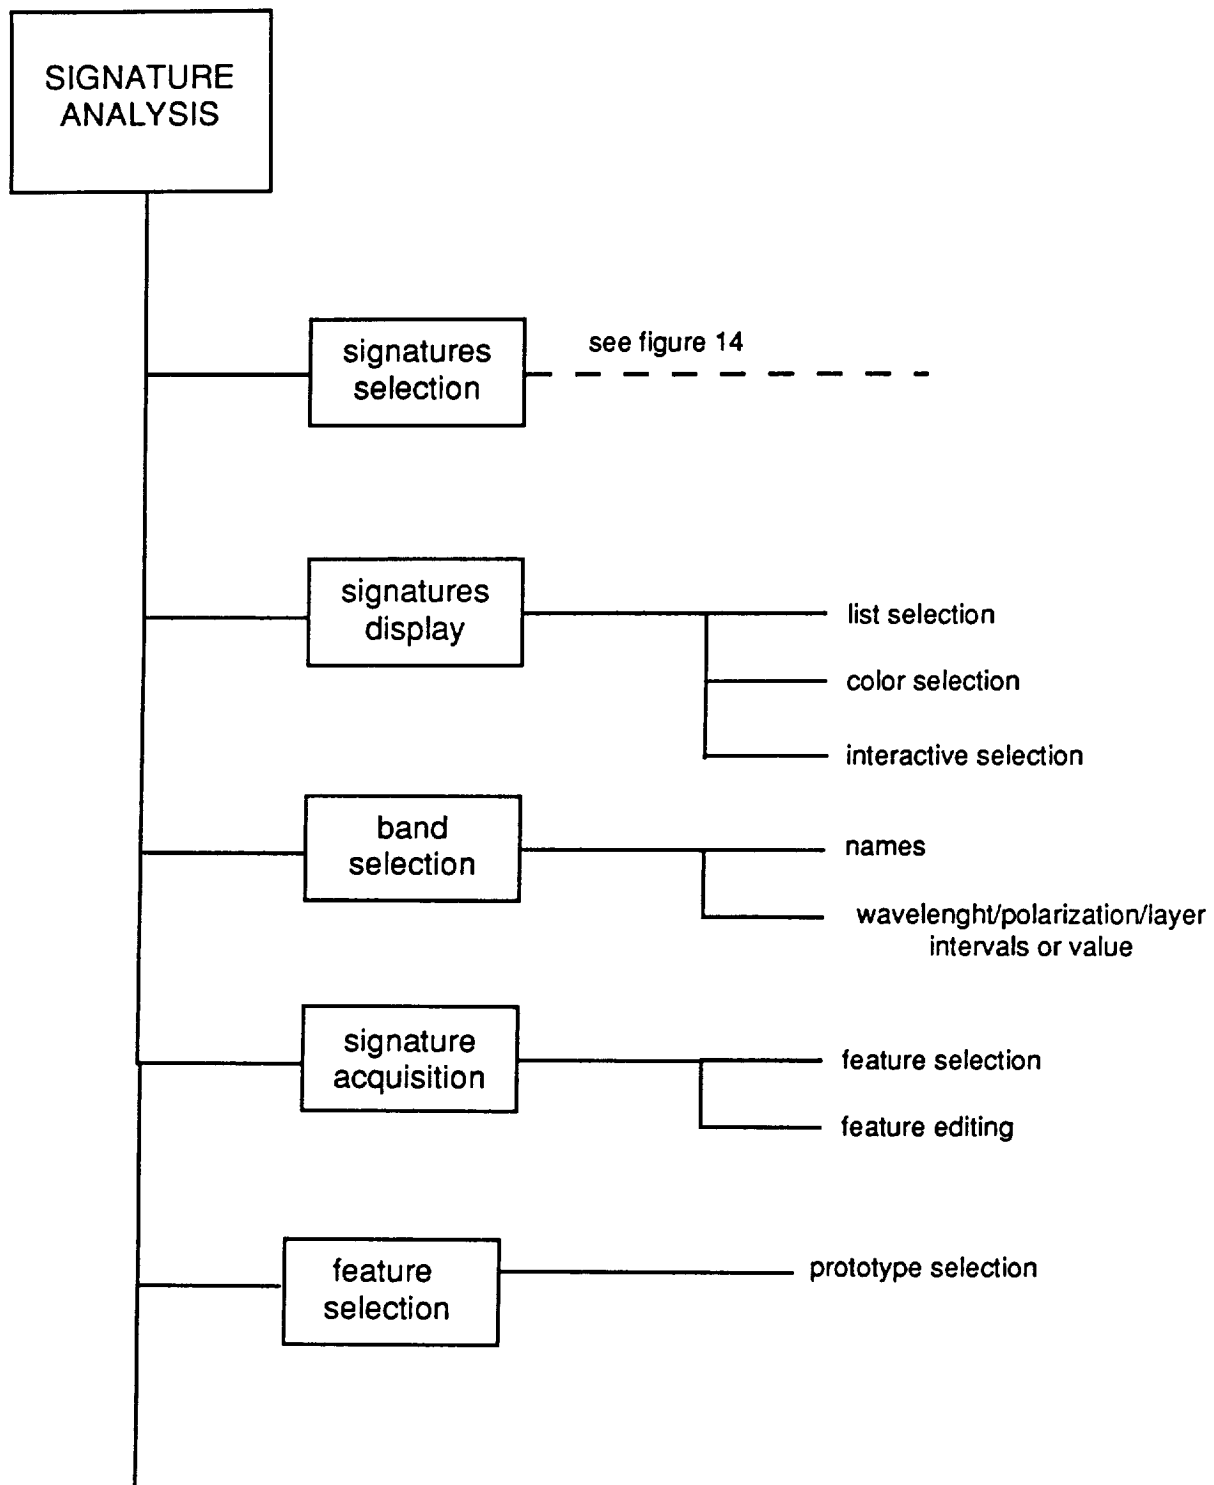 SIGNATURE
ANALYSIS
signatures
selection
see figure 14
signatures
display
list selection
color selection
interactive selection
band
selection
names
wavelenght/polarization/layer
intervals or value
signature
acquisition
feature selection
feature editing
feature
selection
prototype selection